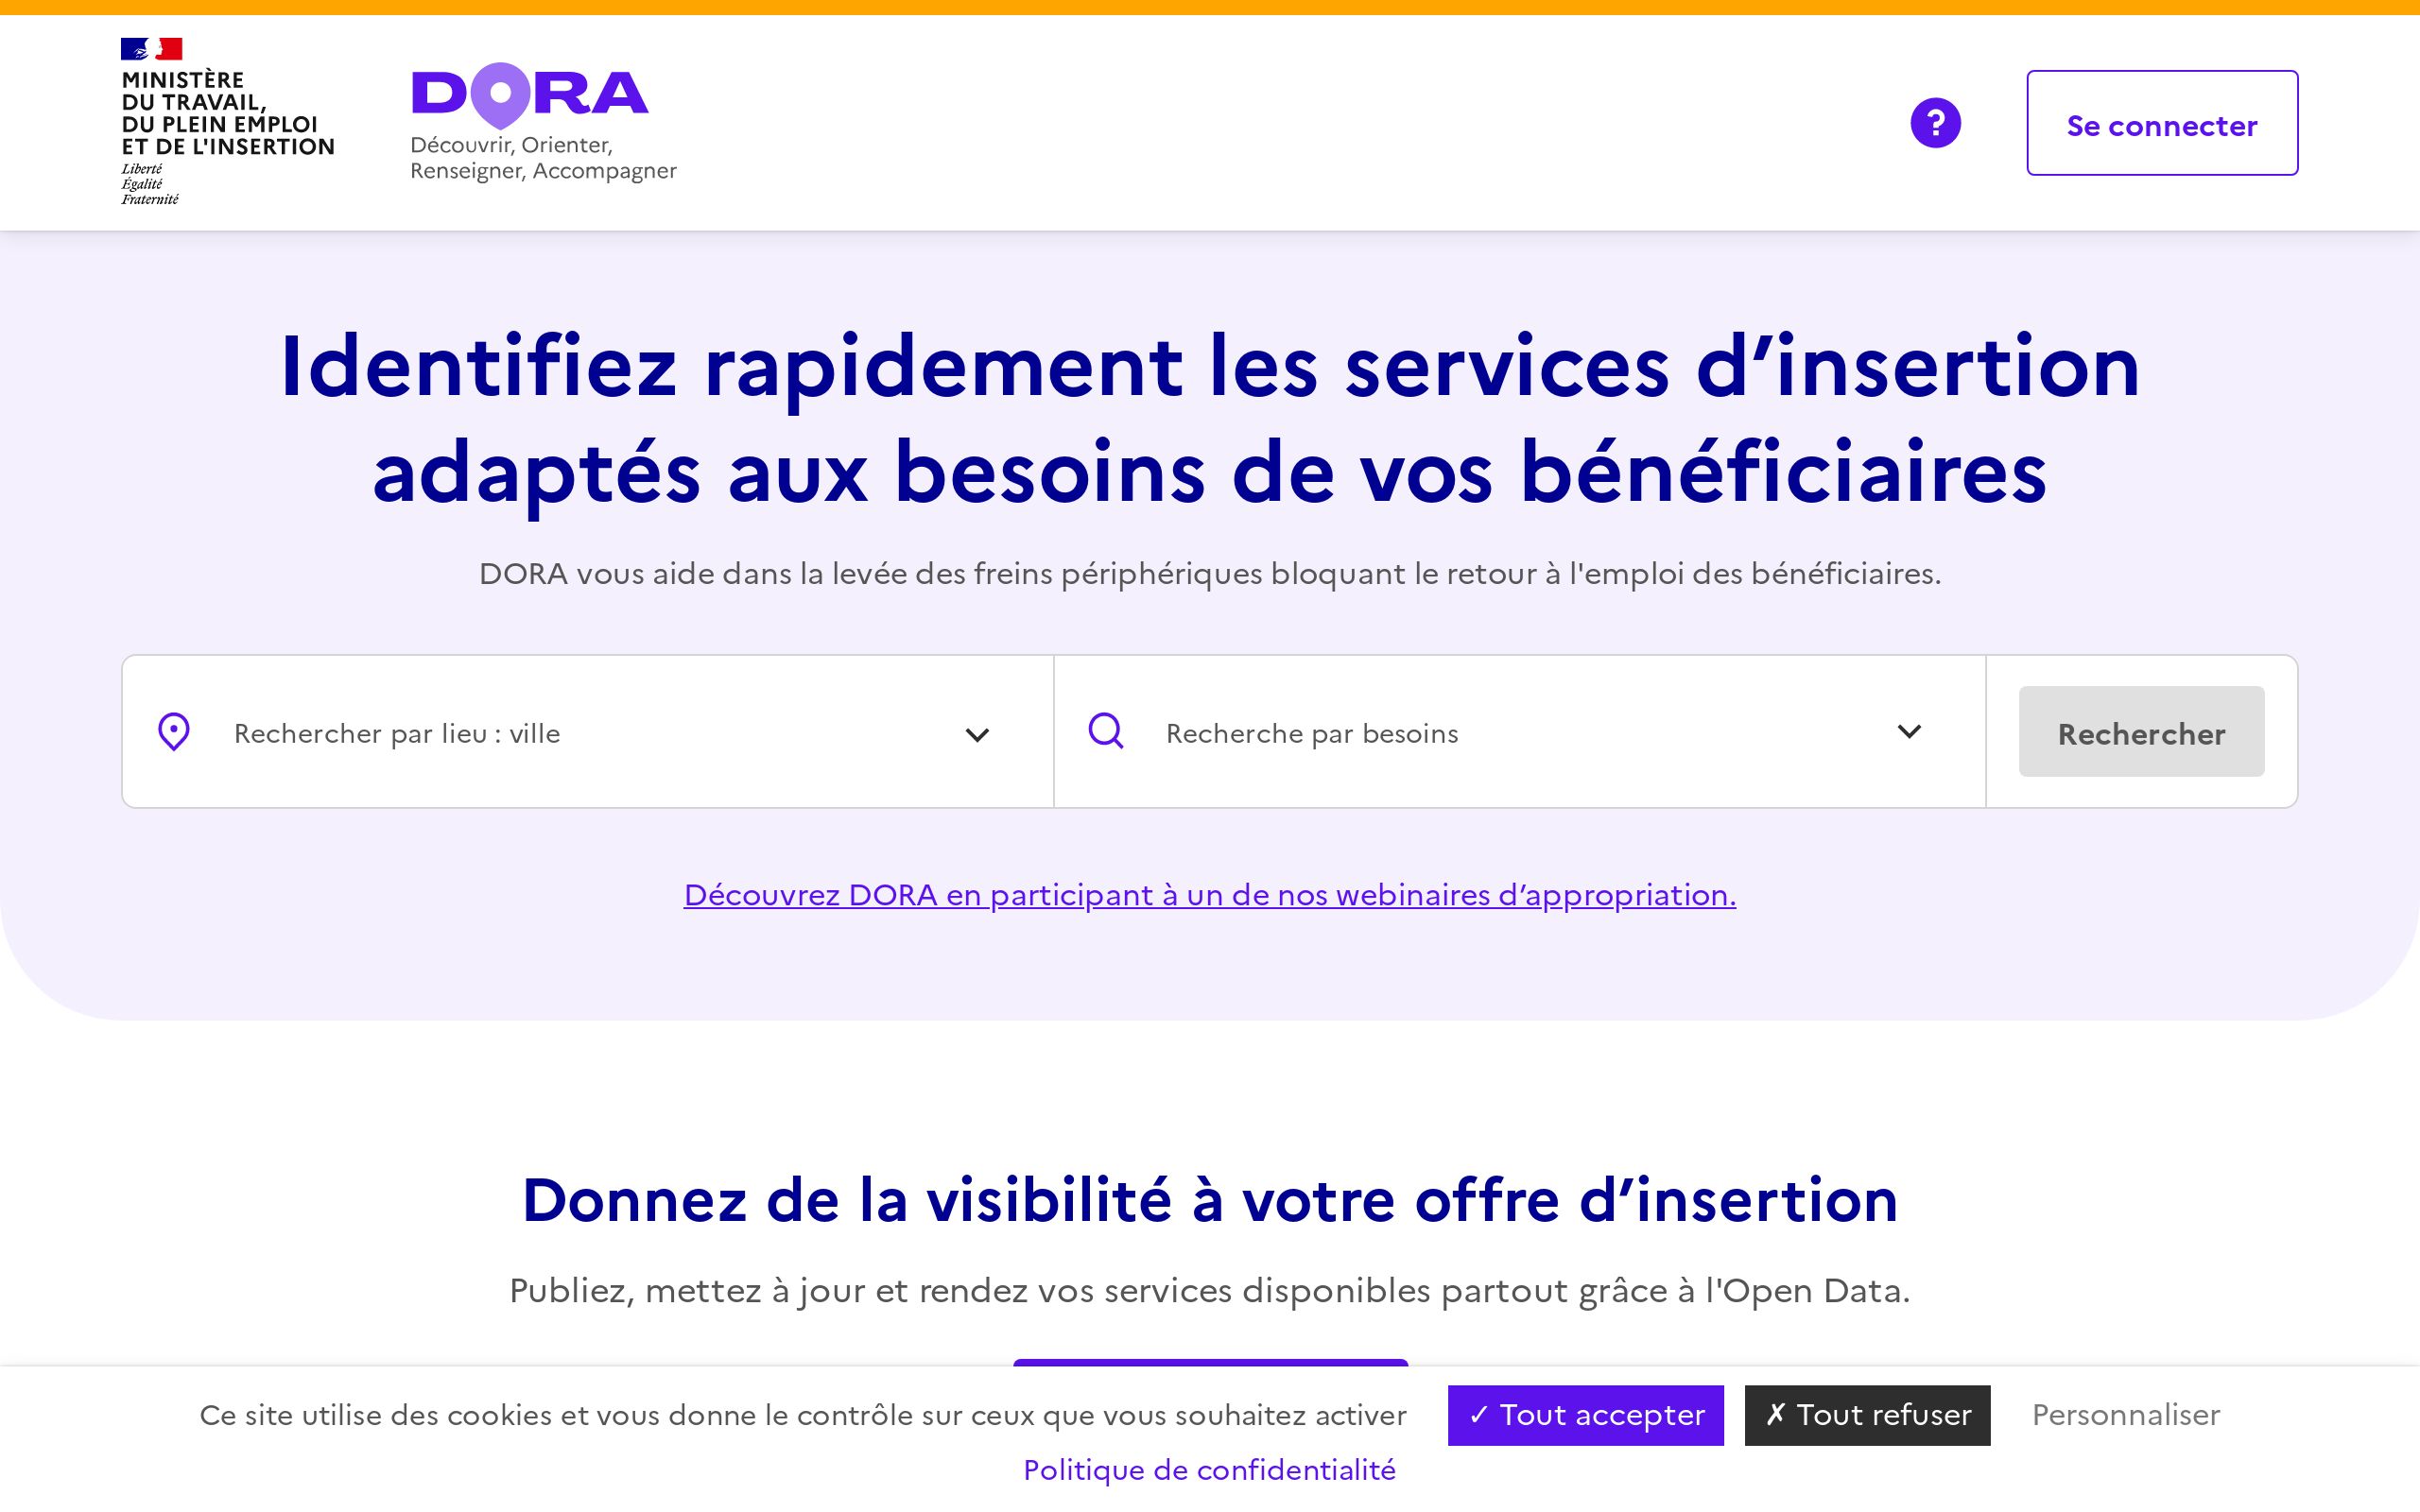 MINISTÈRE
DU TRAVAIL,
DU PLEIN EMPLOI
ET DE L'INSERTION
Liberté
Égalité
Fraternité
DORA
Découvrir, Orienter,
Renseigner, Accompagner
?
Se connecter
Identifiez rapidement les services d’insertion
adaptés aux besoins de vos bénéficiaires
DORA vous aide dans la levée des freins périphériques bloquant le retour à l'emploi des bénéficiaires.
Rechercher par lieu : ville
Recherche par besoins
Rechercher
Découvrez DORA en participant à un de nos webinaires d’appropriation.
Donnez de la visibilité à votre offre d’insertion
Publiez, mettez à jour et rendez vos services disponibles partout grâce à l'Open Data.
Ce site utilise des cookies et vous donne le contrôle sur ceux que vous souhaitez activer
✓ Tout accepter
✗ Tout refuser
Personnaliser
Politique de confidentialité